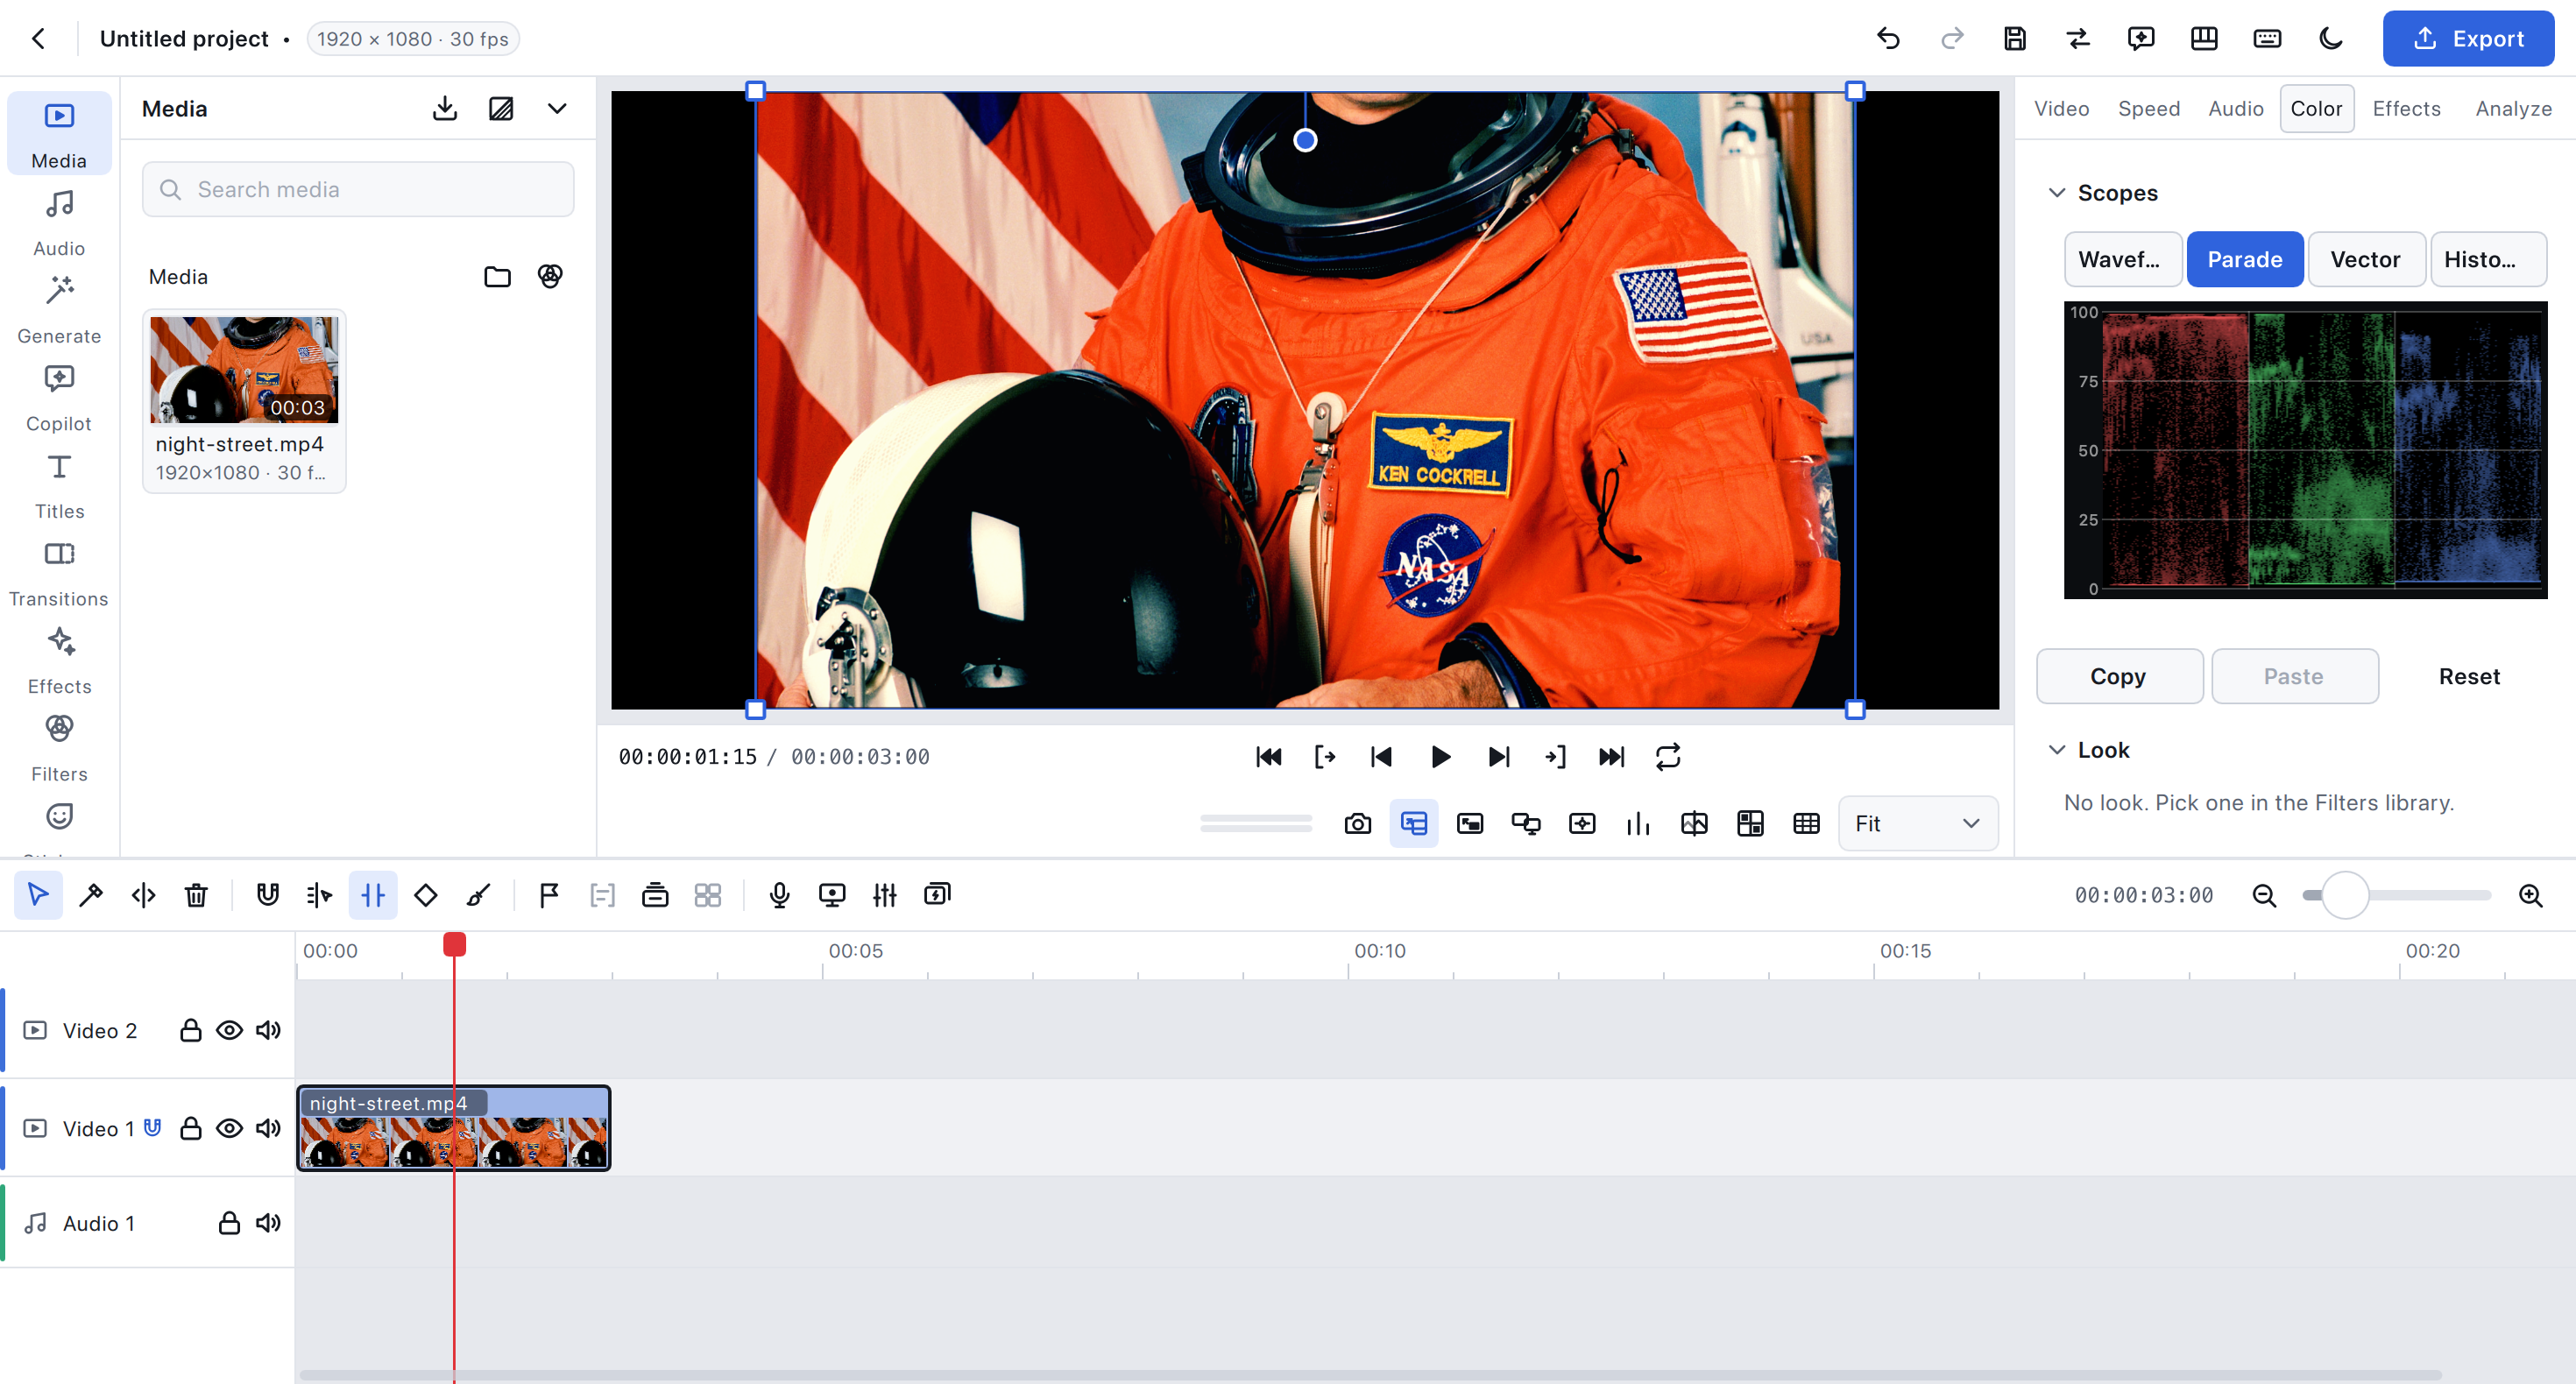 Untitled project • 1920 × 1080 · 30 fps
Export
Media
Audio
Generate
Copilot
Titles
Transitions
Effects
Filters
Media
Search media
Media
00:03
night-street.mp4
1920×1080 · 30 f...
USA
KEN COCKRELL
NASA
00:00:01:15 / 00:00:03:00
Fit
Video Speed Audio Color Effects Analyze
Scopes
Wavef... Parade Vector Histo...
100
75
50
25
0
Copy Paste Reset
Look
No look. Pick one in the Filters library.
00:00:03:00
00:00 00:05 00:10 00:15 00:20
Video 2
Video 1
night-street.mp4
Audio 1